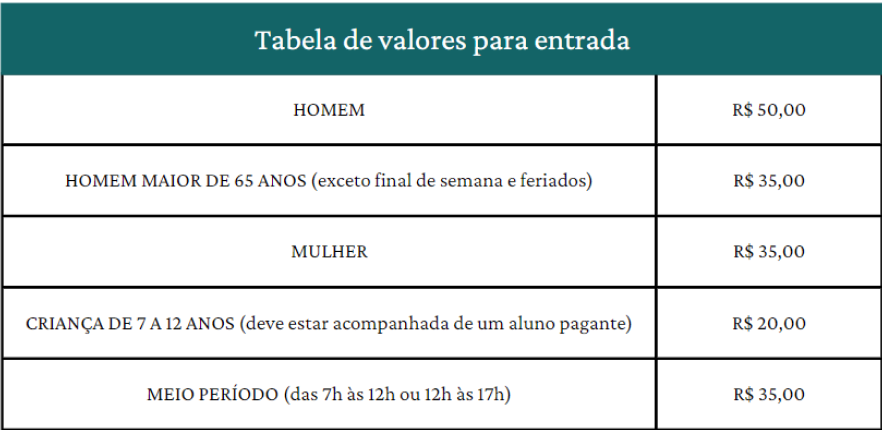 Tabela de valores para entrada
HOMEM R$ 50,00
HOMEM MAIOR DE 65 ANOS (exceto final de semana e feriados) R$ 35,00
MULHER R$ 35,00
CRIANÇA DE 7 A 12 ANOS (deve estar acompanhada de um aluno pagante) R$ 20,00
MEIO PERÍODO (das 7h às 12h ou 12h às 17h) R$ 35,00